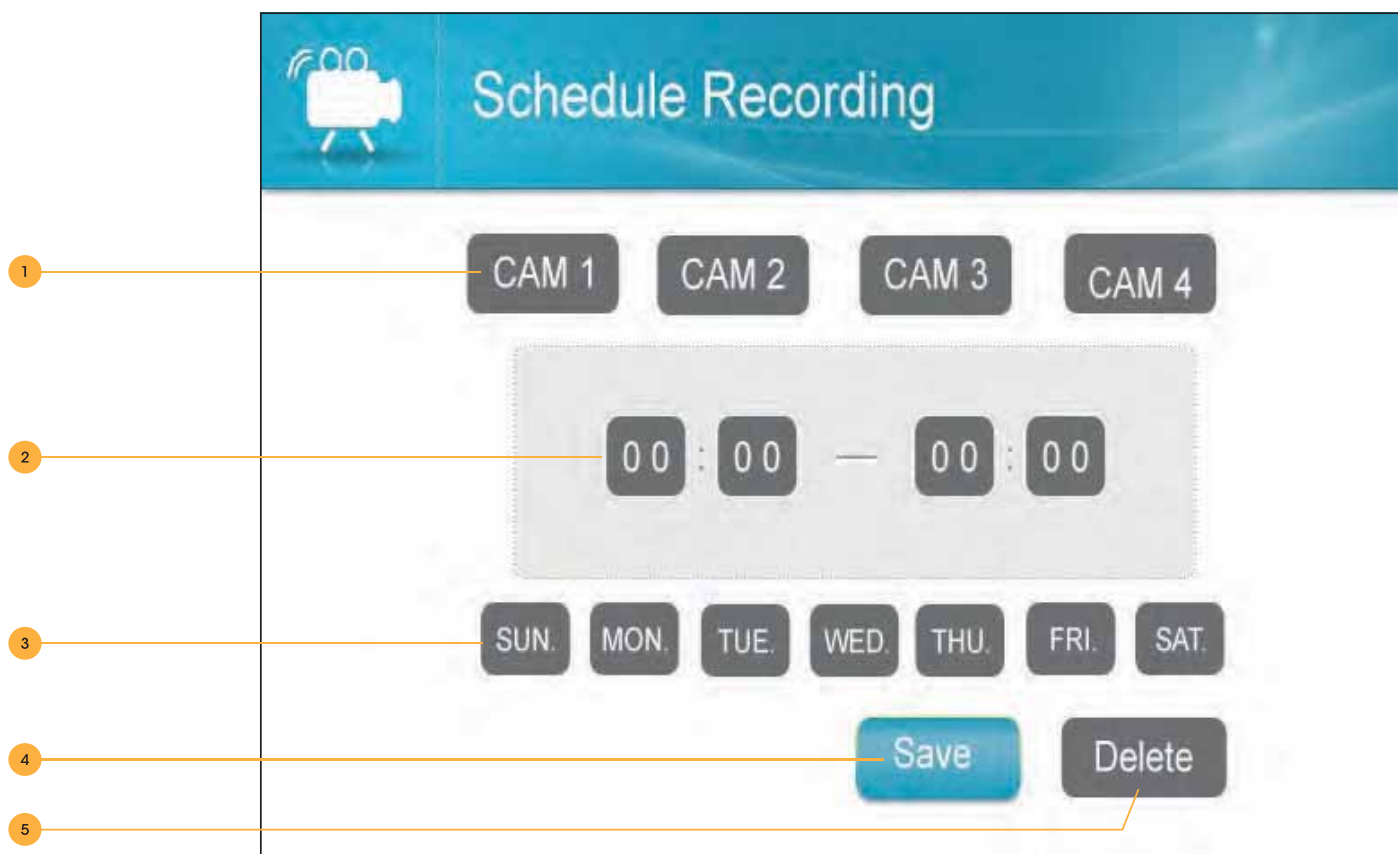 Schedule Recording
1
CAM 1 CAM 2 CAM 3 CAM 4
2
00 : 00 — 00 : 00
3
SUN. MON. TUE. WED. THU. FRI. SAT.
4
Save Delete
5